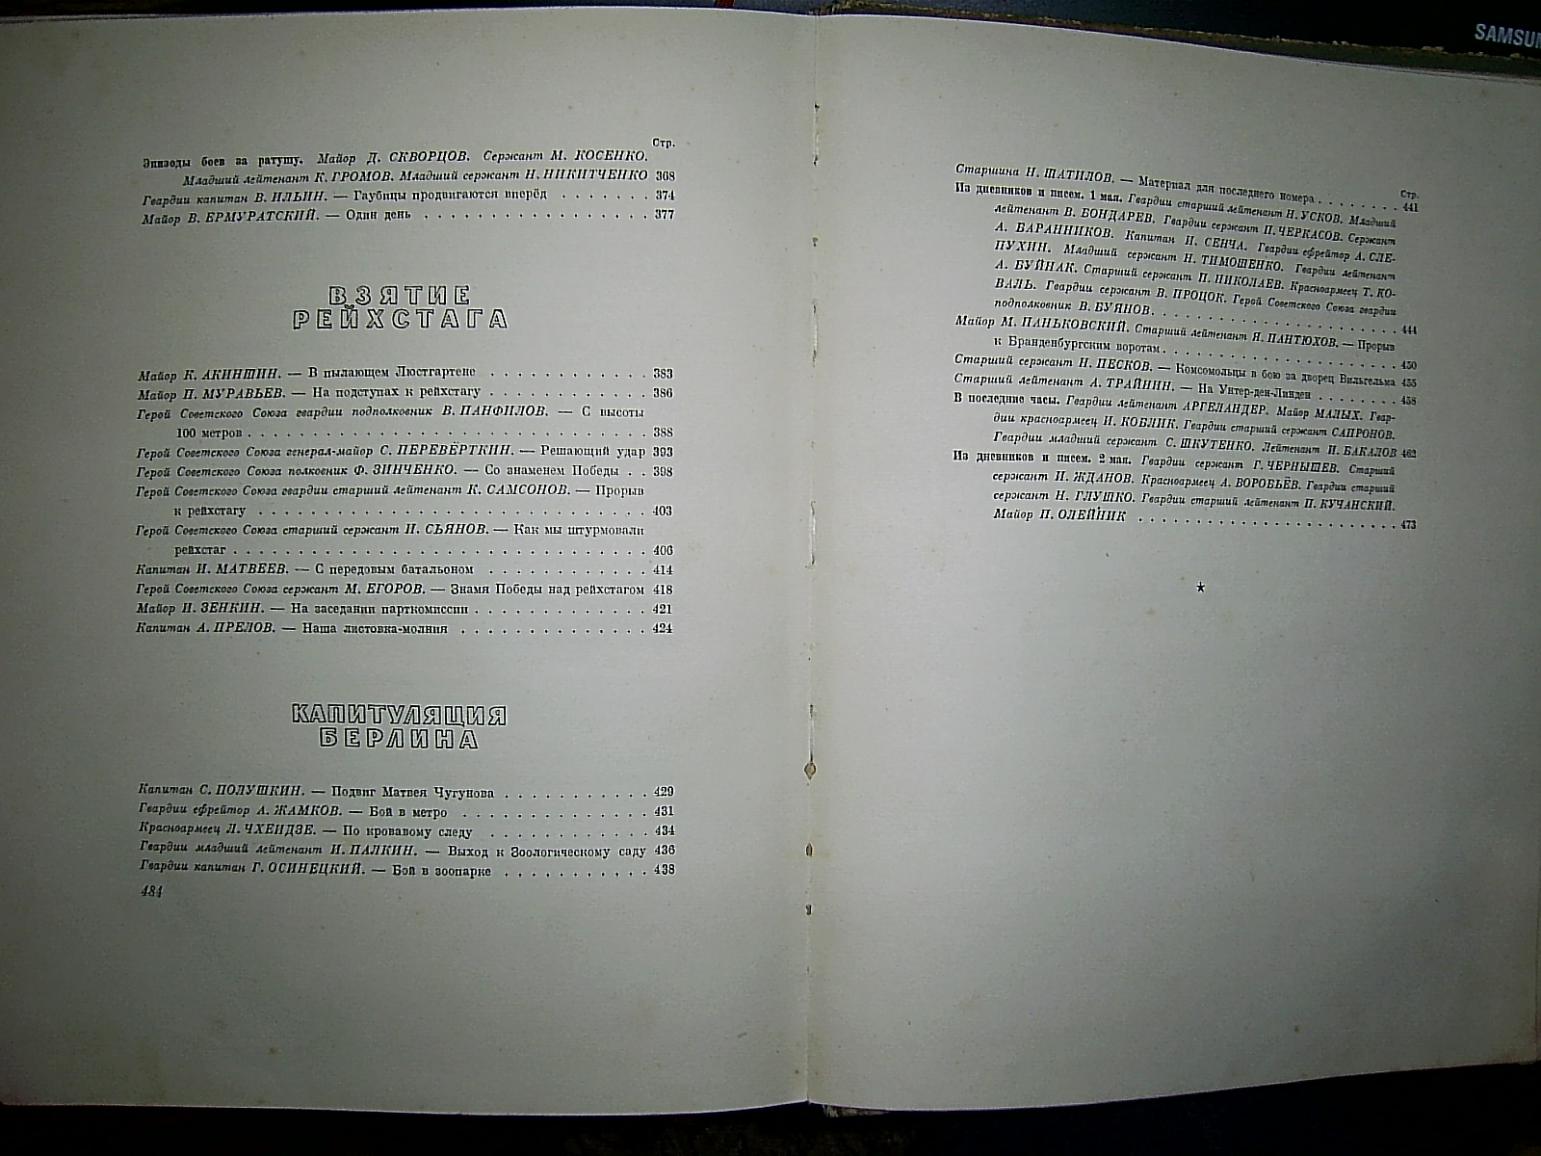 Стр.
Эпизоды боев за ратушу. Майор Д. СКВОРЦОВ. Сержант М. КОСЕНКО.
Младший лейтенант К. ГРОМОВ. Младший сержант Н. НИКИТЧЕНКО 368
Гвардии капитан В. ИЛЬИН. — Гаубицы продвигаются вперёд . . . . . . . 374
Майор В. ЕРМУРАТСКИЙ. — Один день . . . . . . . . . . . . . . . . . 377
ВЗЯТИЕ
РЕЙХСТАГА
Майор К. АКИНШИН. — В пылающем Люстгартене . . . . . . . . . . . . 383
Майор П. МУРАВЬЕВ. — На подступах к рейхстагу . . . . . . . . . . . . 386
Герой Советского Союза гвардии подполковник В. ПАНФИЛОВ. — С высоты
100 метров . . . . . . . . . . . . . . . . . . . . . . . . . . . . . 388
Герой Советского Союза генерал-майор С. ПЕРЕВЁРТКИН. — Решающий удар 393
Герой Советского Союза полковник Ф. ЗИНЧЕНКО. — Со знаменем Победы . . 398
Герой Советского Союза гвардии старший лейтенант К. САМСОНОВ. — Прорыв
к рейхстагу . . . . . . . . . . . . . . . . . . . . . . . . . . . . 403
Герой Советского Союза старший сержант И. СЬЯНОВ. — Как мы штурмовали
рейхстаг . . . . . . . . . . . . . . . . . . . . . . . . . . . . . . 406
Капитан И. МАТВЕЕВ. — С передовым батальоном . . . . . . . . . . . . 414
Герой Советского Союза сержант М. ЕГОРОВ. — Знамя Победы над рейхстагом 418
Майор И. ЗЕНКИН. — На заседании парткомиссии . . . . . . . . . . . . . 421
Капитан А. ПРЕЛОВ. — Наша листовка-молния . . . . . . . . . . . . . . 424
КАПИТУЛЯЦИЯ
БЕРЛИНА
Капитан С. ПОЛУШКИН. — Подвиг Матвея Чугунова . . . . . . . . . . . 429
Гвардии ефрейтор А. ЖАМКОВ. — Бой в метро . . . . . . . . . . . . . . 431
Красноармеец Л. ЧХЕИДЗЕ. — По кровавому следу . . . . . . . . . . . . 434
Гвардии младший лейтенант И. ПАЛКИН. — Выход к Зоологическому саду 436
Гвардии капитан Г. ОСИНЕЦКИЙ. — Бой в зоопарке . . . . . . . . . . . 438
484
SAMSUN
Стр.
Старшина Н. ШАТИЛОВ. — Материал для последнего номера . . . . . . . . 441
Из дневников и писем. 1 мая. Гвардии старший лейтенант Н. УСКОВ. Младший
лейтенант В. БОНДАРЕВ. Гвардии сержант П. ЧЕРКАСОВ. Сержант
А. БАРАННИКОВ. Капитан П. СЕНЧА. Гвардии ефрейтор А. СЛЕ-
ПУХИН. Младший сержант Н. ТИМОШЕНКО. Гвардии лейтенант
А. БУЙНАК. Старший сержант П. НИКОЛАЕВ. Красноармеец Т. КО-
ВАЛЬ. Гвардии сержант В. ПРОЦОК. Герой Советского Союза гвардии
подполковник В. БУЯНОВ . . . . . . . . . . . . . . . . . . . . . . 444
Майор М. ПАНЬКОВСКИЙ. Старший лейтенант Я. ПАНТЮХОВ. — Прорыв
к Бранденбургским воротам . . . . . . . . . . . . . . . . . . . . . 450
Старший сержант Н. ПЕСКОВ. — Комсомольцы в бою за дворец Вильгельма 455
Старший лейтенант А. ТРАЙНИН. — На Унтер-ден-Линден . . . . . . . . 458
В последние часы. Гвардии лейтенант АРГЕЛАНДЕР. Майор МАЛЫХ. Гвар-
дии красноармеец И. КОБЛИК. Гвардии старший сержант САПРОНОВ.
Гвардии младший сержант С. ШКУТЕНКО. Лейтенант П. БАКАЛОВ 462
Из дневников и писем. 2 мая. Гвардии сержант Г. ЧЕРНЫШЕВ. Старший
сержант И. ЖДАНОВ. Красноармеец А. ВОРОБЬЁВ. Гвардии старший
сержант Н. ГЛУШКО. Гвардии старший лейтенант П. КУЧАНСКИЙ.
Майор П. ОЛЕЙНИК . . . . . . . . . . . . . . . . . . . . . . . . 473